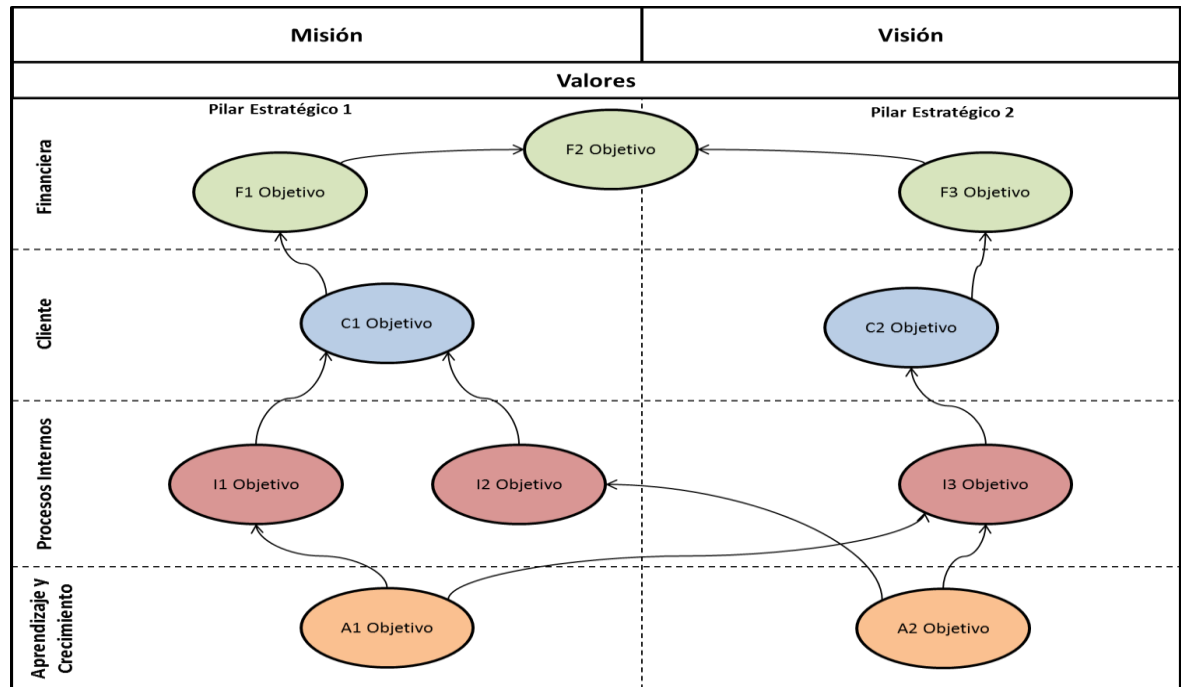 Misión
Visión
Valores
Pilar Estratégico 1
Pilar Estratégico 2
Financiera
F1 Objetivo
F2 Objetivo
F3 Objetivo
Cliente
C1 Objetivo
C2 Objetivo
Procesos Internos
I1 Objetivo
I2 Objetivo
I3 Objetivo
Aprendizaje y
Crecimiento
A1 Objetivo
A2 Objetivo